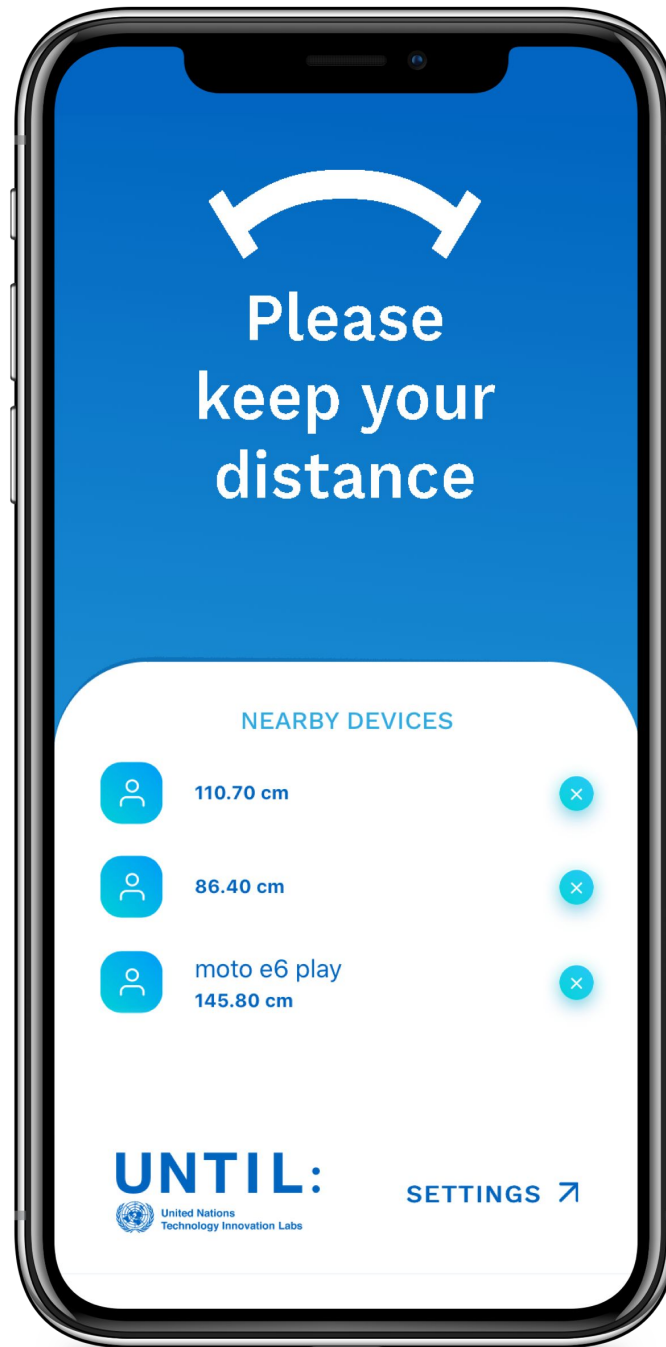 Please
keep your
distance
NEARBY DEVICES
110.70 cm
86.40 cm
moto e6 play
145.80 cm
UNTIL:
United Nations
Technology Innovation Labs
SETTINGS